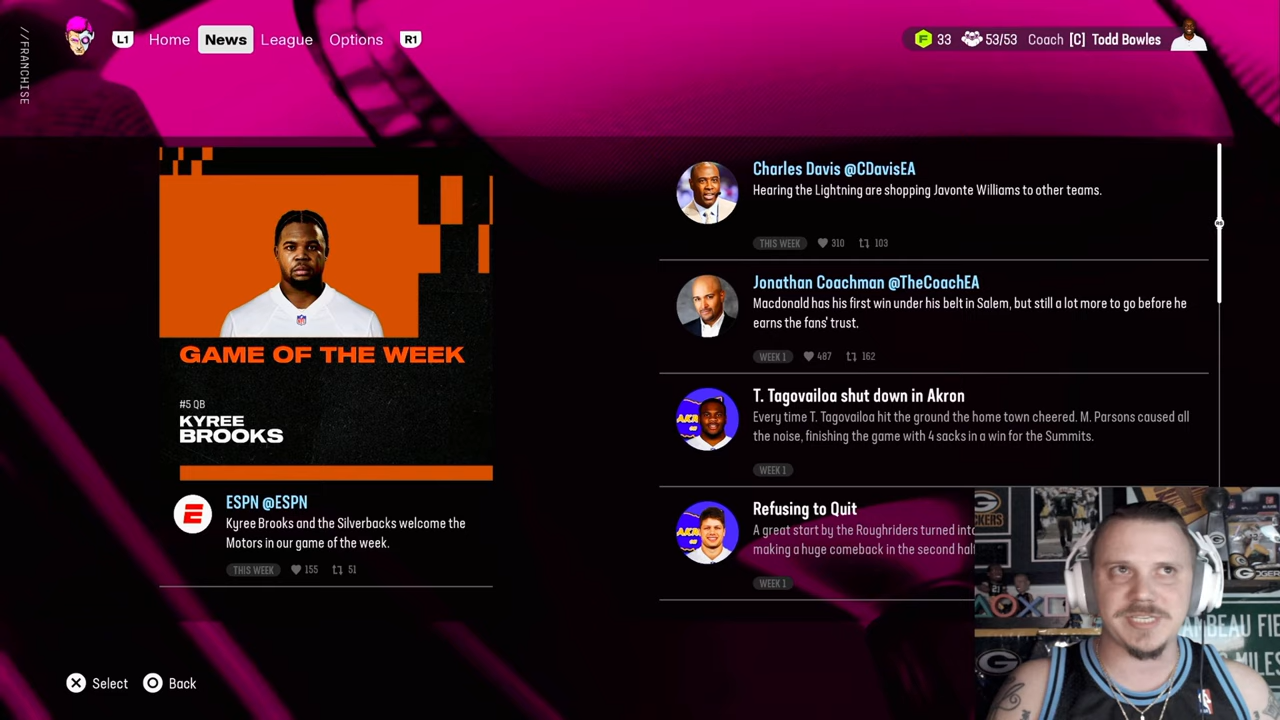 //FRANCHISE
L1 Home News League Options R1
33 53/53 Coach [C] Todd Bowles
GAME OF THE WEEK
#5 QB
KYREE
BROOKS
ESPN @ESPN
Kyree Brooks and the Silverbacks welcome the
Motors in our game of the week.
THIS WEEK 155 51
Charles Davis @CDavisEA
Hearing the Lightning are shopping Javonte Williams to other teams.
THIS WEEK 310 103
Jonathan Coachman @TheCoachEA
Macdonald has his first win under his belt in Salem, but still a lot more to go before he
earns the fans' trust.
WEEK 1 487 162
T. Tagovailoa shut down in Akron
Every time T. Tagovailoa hit the ground the home town cheered. M. Parsons caused all
the noise, finishing the game with 4 sacks in a win for the Summits.
WEEK 1
Refusing to Quit
A great start by the Roughriders turned
making a huge comeback in the second
WEEK 1
Select Back